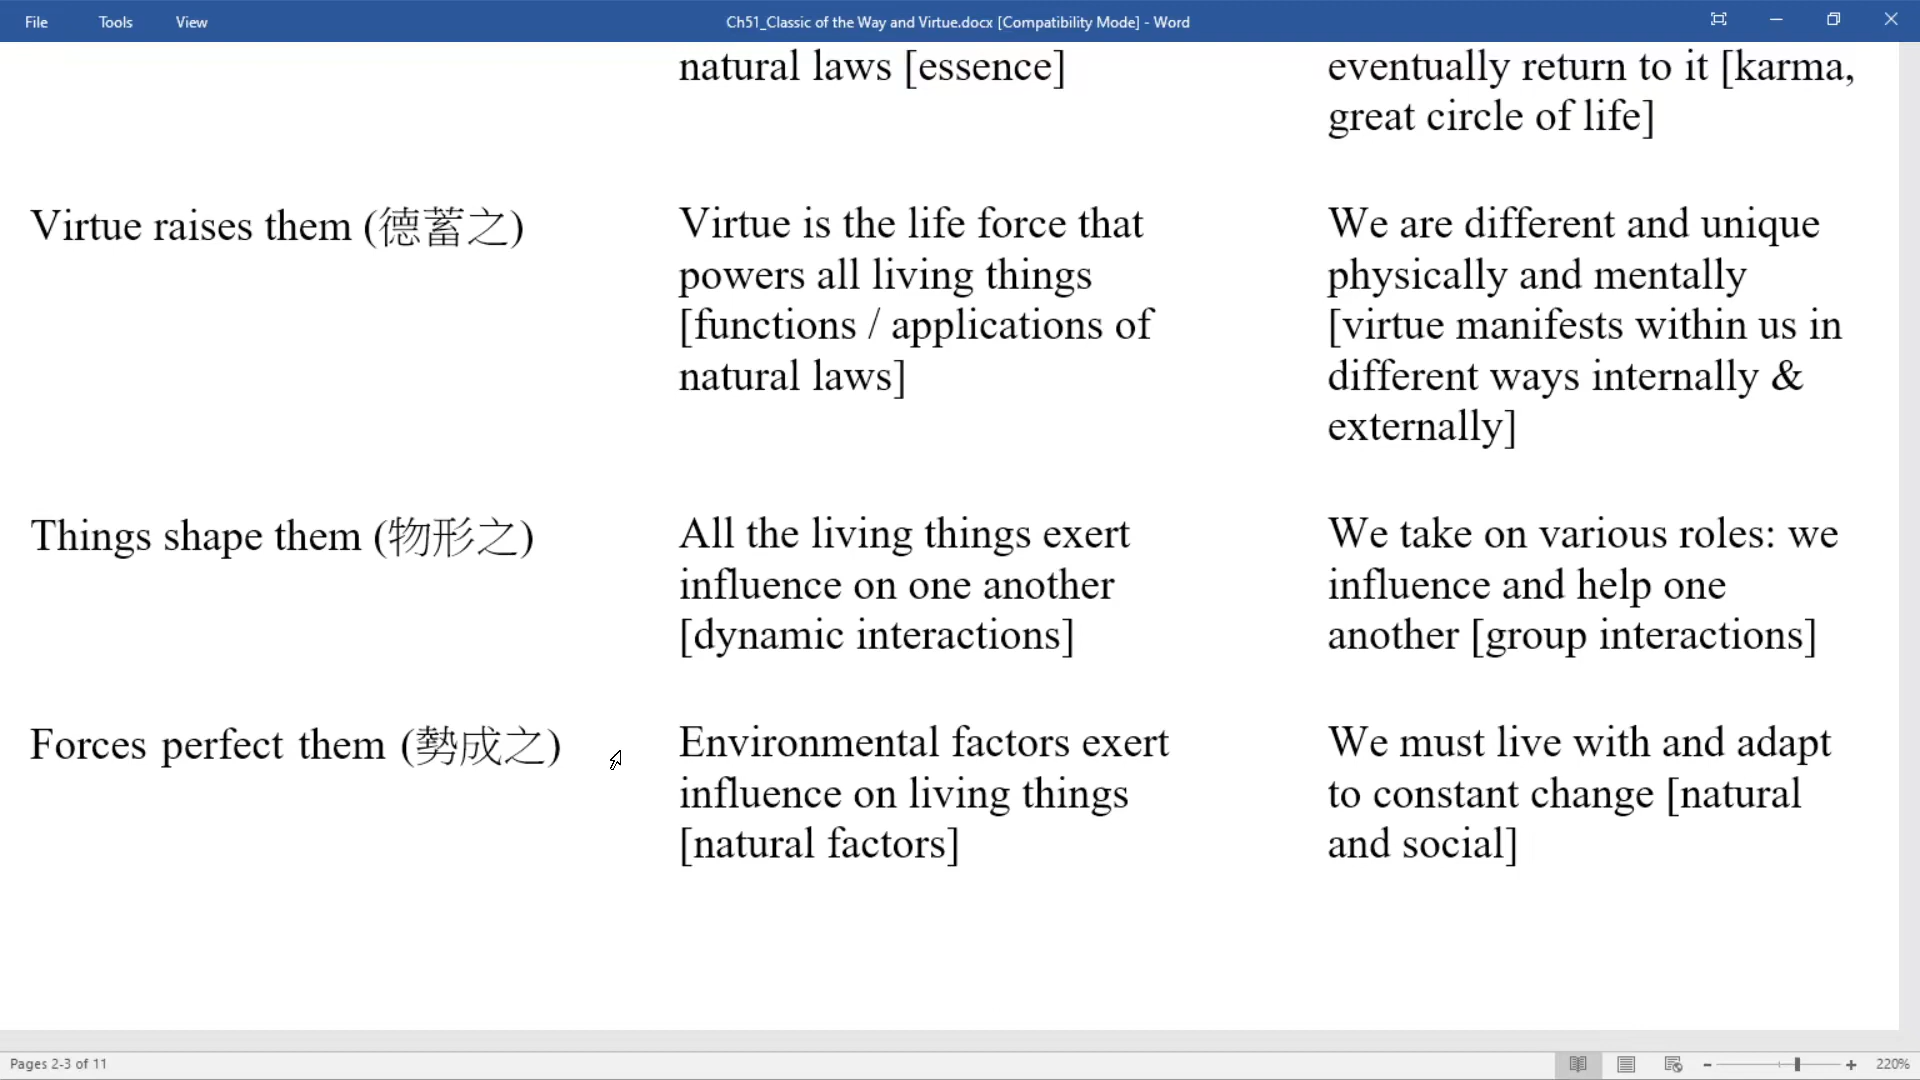 File Tools View Ch51_Classic of the Way and Virtue.docx [Compatibility Mode] - Word
natural laws [essence]
eventually return to it [karma,
great circle of life]
Virtue raises them (德蓄之)
Virtue is the life force that
powers all living things
[functions / applications of
natural laws]
We are different and unique
physically and mentally
[virtue manifests within us in
different ways internally &
externally]
Things shape them (物形之)
All the living things exert
influence on one another
[dynamic interactions]
We take on various roles: we
influence and help one
another [group interactions]
Forces perfect them (勢成之)
Environmental factors exert
influence on living things
[natural factors]
We must live with and adapt
to constant change [natural
and social]
Pages 2-3 of 11
220%